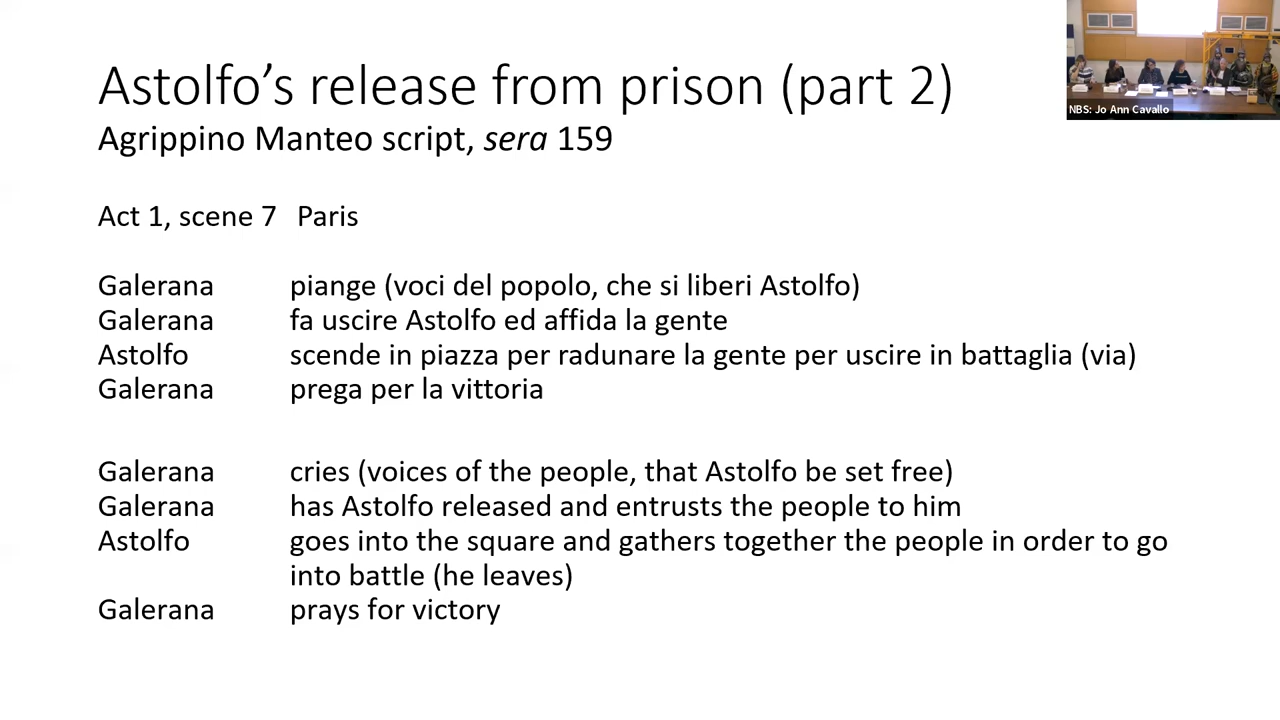 Astolfo's release from prison (part 2)
Agrippino Manteo script, sera 159
NBS: Jo Ann Cavallo
Act 1, scene 7 Paris
Galerana piange (voci del popolo, che si liberi Astolfo)
Galerana fa uscire Astolfo ed affida la gente
Astolfo scende in piazza per radunare la gente per uscire in battaglia (via)
Galerana prega per la vittoria
Galerana cries (voices of the people, that Astolfo be set free)
Galerana has Astolfo released and entrusts the people to him
Astolfo goes into the square and gathers together the people in order to go
into battle (he leaves)
Galerana prays for victory